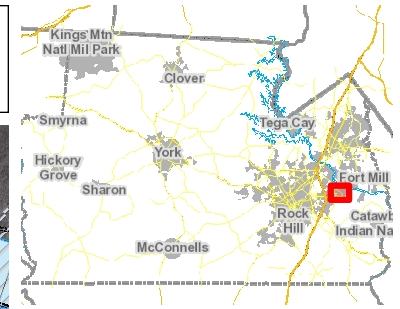 Kings Mtn
Natl Mil Park
Clover
Smyrna
Tega Cay
York
Hickory
Grove
Sharon
Fort Mill
Rock
Hill
Catawb
Indian Na
McConnells